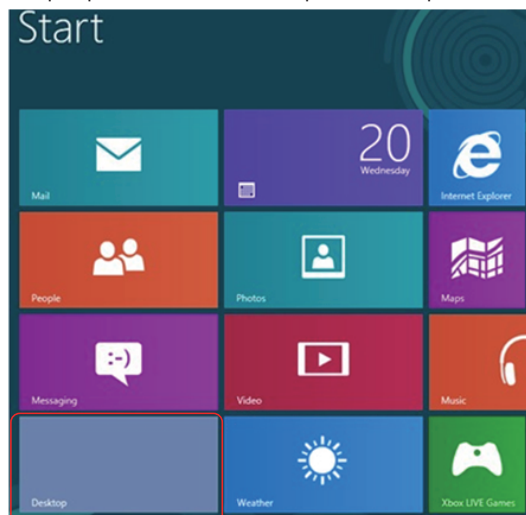 Start
20
Wednesday
Mail
Internet Explorer
People
Photos
Maps
:-)
Messaging
Video
Music
Desktop
Weather
Xbox LIVE Games